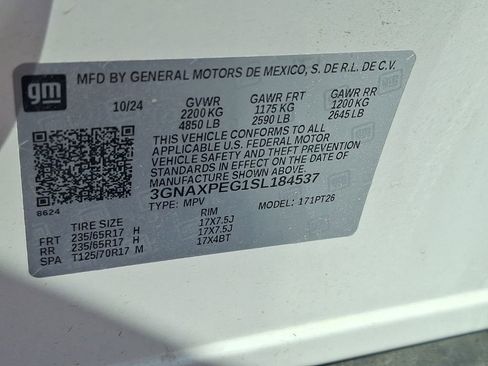 gm MFD BY GENERAL MOTORS DE MEXICO, S. DE R.L. DE C.V.
10/24 GVWR GAWR FRT GAWR RR
2200 KG 1175 KG 1200 KG
4850 LB 2590 LB 2645 LB
THIS VEHICLE CONFORMS TO ALL
APPLICABLE U.S. FEDERAL MOTOR
VEHICLE SAFETY AND THEFT PREVENTION
STANDARDS IN EFFECT ON THE DATE OF
MANUFACTURE SHOWN ABOVE.
3GNAXPEG1SL184537
8624 TYPE: MPV MODEL: 171PT26
TIRE SIZE RIM
FRT 235/65R17 H 17X7.5J
RR 235/65R17 H 17X7.5J
SPA T125/70R17 M 17X4BT